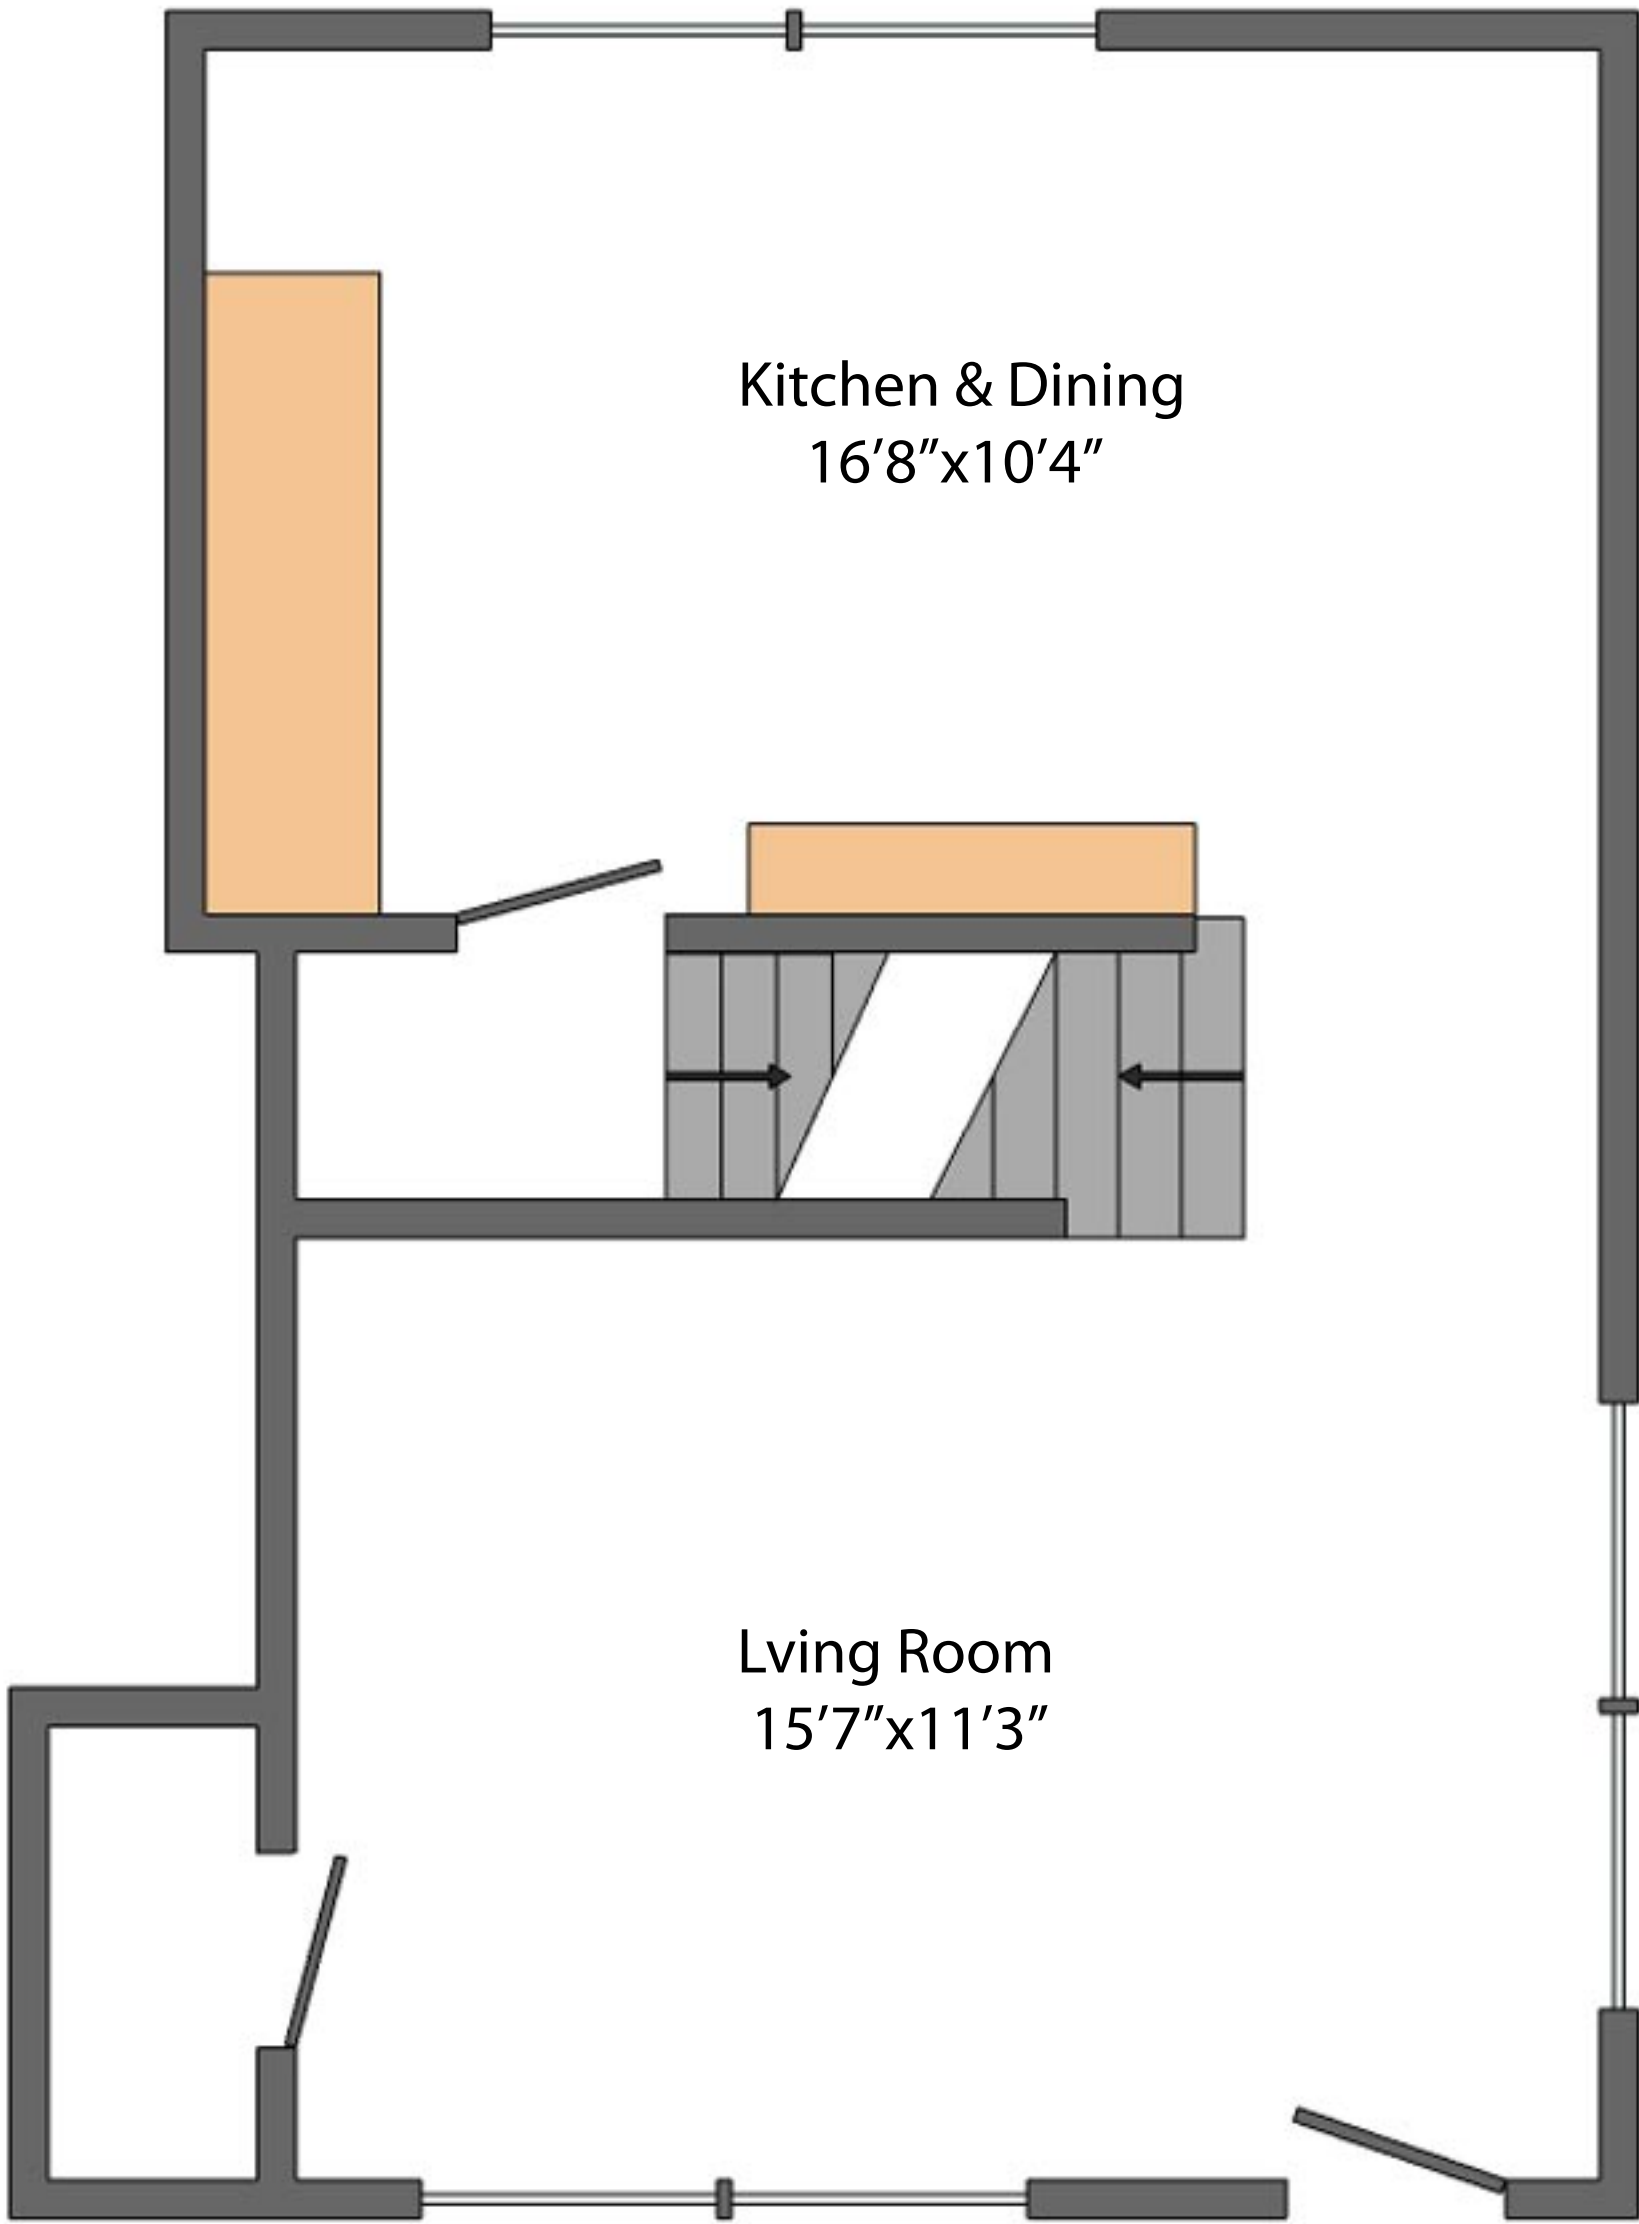 Kitchen & Dining
16’8”x10’4”
Lving Room
15’7”x11’3”